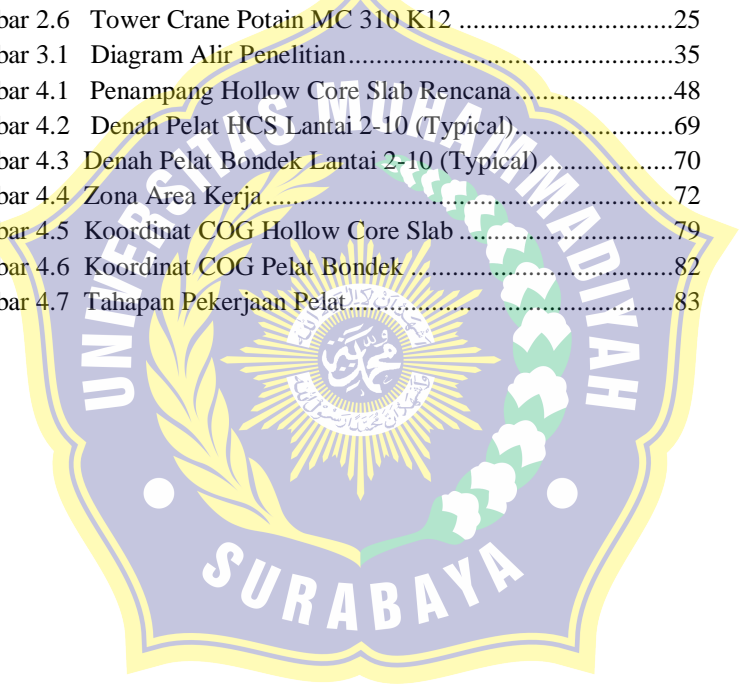 bar 2.6 Tower Crane Potain MC 310 K12 ................................25
bar 3.1 Diagram Alir Penelitian................................................35
bar 4.1 Penampang Hollow Core Slab Rencana.......................48
bar 4.2 Denah Pelat HCS Lantai 2-10 (Typical).......................69
bar 4.3 Denah Pelat Bondek Lantai 2-10 (Typical) ...................70
bar 4.4 Zona Area Kerja...........................................................72
bar 4.5 Koordinat COG Hollow Core Slab ..............................79
bar 4.6 Koordinat COG Pelat Bondek ......................................82
bar 4.7 Tahapan Pekerjaan Pelat...............................................83
UNIVERSITAS MUHAMMADIYAH
SURABAYA